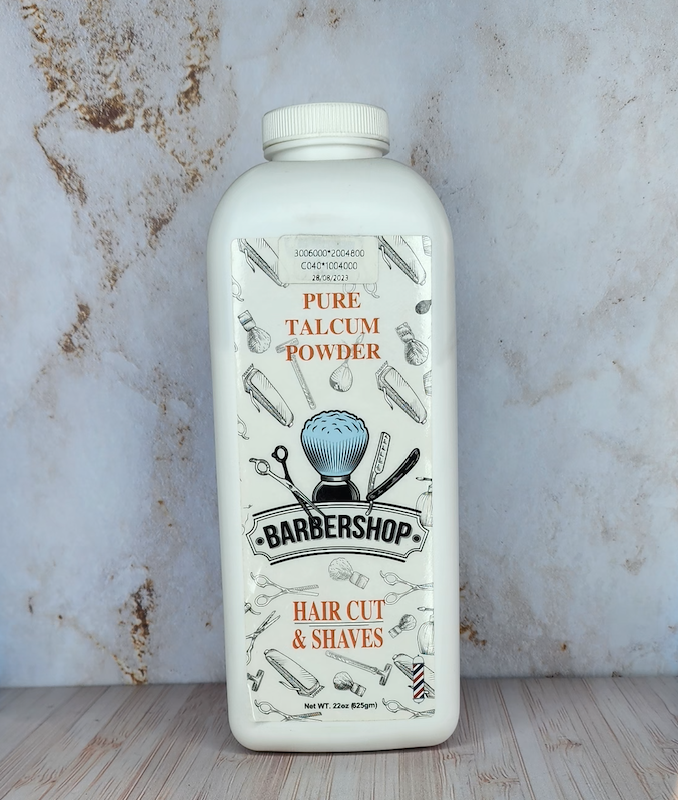 3006000*2004800
C040*1004000
28/08/2023
PURE
TALCUM
POWDER
BARBERSHOP
HAIR CUT
& SHAVES
Net WT. 22oz (625gm)